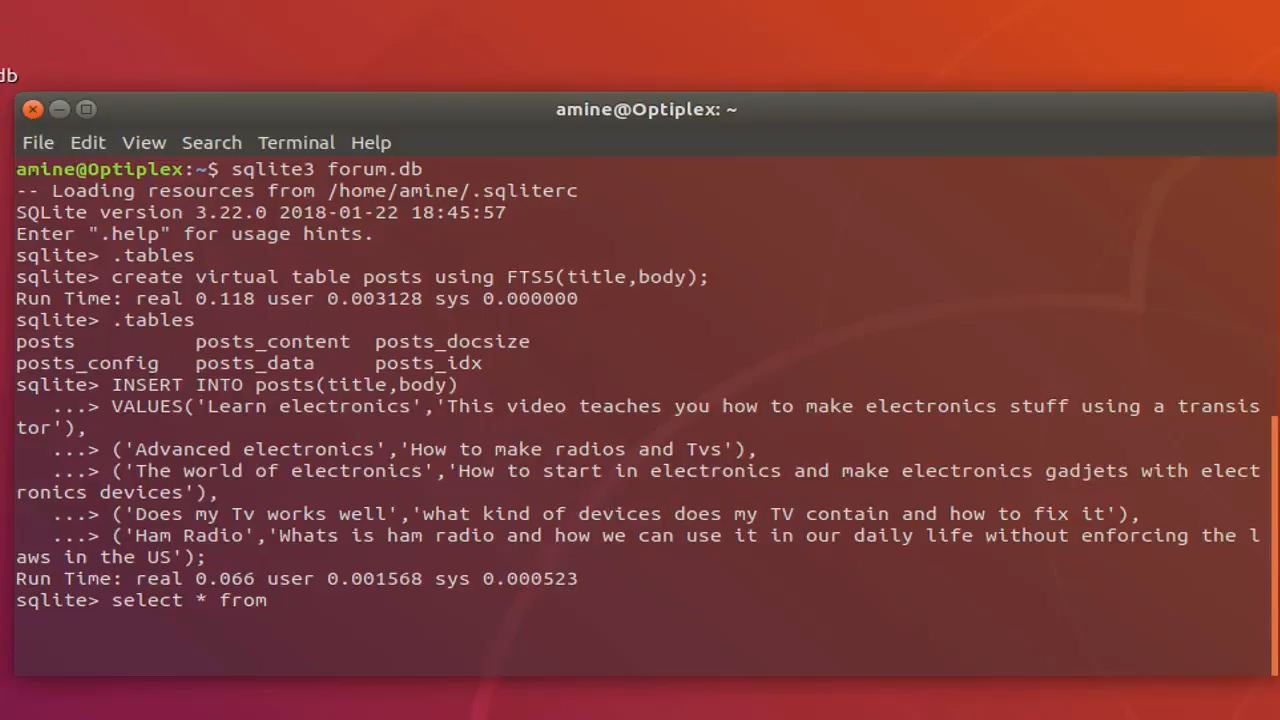 db
amine@Optiplex: ~
File Edit View Search Terminal Help
amine@Optiplex:~$ sqlite3 forum.db
-- Loading resources from /home/amine/.sqliterc
SQLite version 3.22.0 2018-01-22 18:45:57
Enter ".help" for usage hints.
sqlite> .tables
sqlite> create virtual table posts using FTS5(title,body);
Run Time: real 0.118 user 0.003128 sys 0.000000
sqlite> .tables
posts posts_content posts_docsize
posts_config posts_data posts_idx
sqlite> INSERT INTO posts(title,body)
...> VALUES('Learn electronics','This video teaches you how to make electronics stuff using a transis
tor'),
...> ('Advanced electronics','How to make radios and Tvs'),
...> ('The world of electronics','How to start in electronics and make electronics gadjets with elect
ronics devices'),
...> ('Does my Tv works well','what kind of devices does my TV contain and how to fix it'),
...> ('Ham Radio','Whats is ham radio and how we can use it in our daily life without enforcing the l
aws in the US');
Run Time: real 0.066 user 0.001568 sys 0.000523
sqlite> select * from